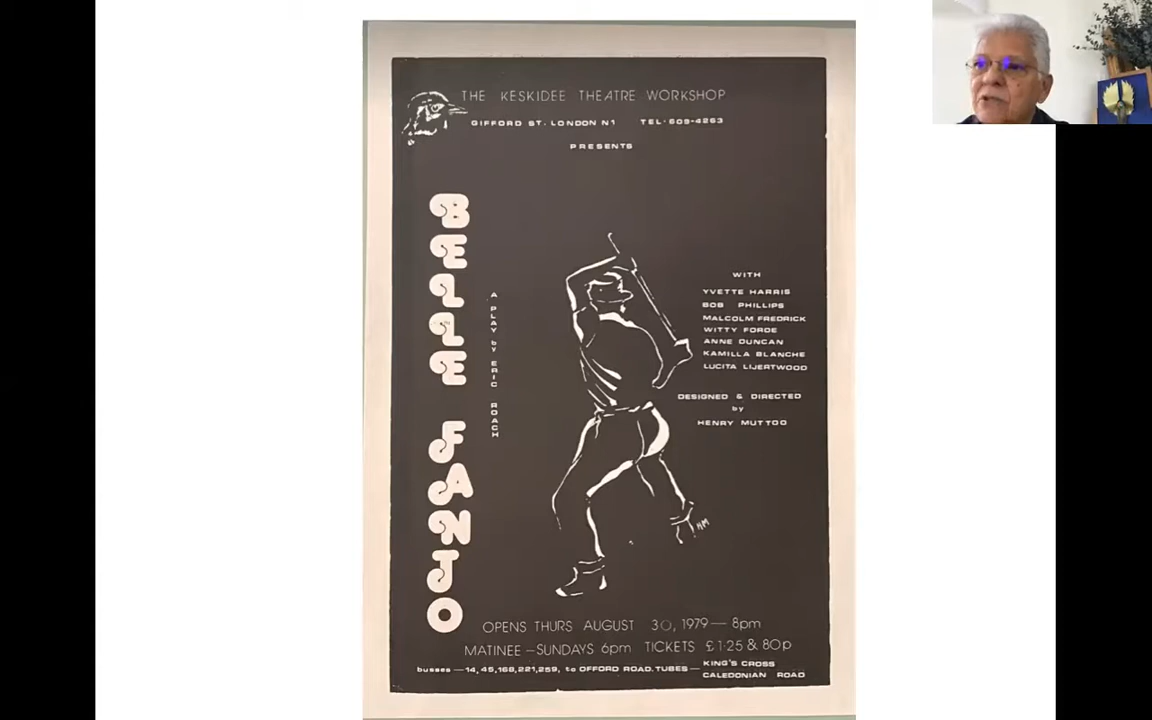 THE KESKIDEE THEATRE WORKSHOP
GIFFORD ST. LONDON N1 TEL·609-4263
PRESENTS
BELLE FANTO
A PLAY by ERIC ROACH
WITH
YVETTE HARRIS
BOB PHILLIPS
MALCOLM FREDRICK
WITTY FORDE
ANNE DUNCAN
KAMILLA BLANCHE
LUCITA LIJERTWOOD
DESIGNED & DIRECTED
by
HENRY MUTTOO
HM
OPENS THURS AUGUST 30, 1979 — 8pm
MATINEE — SUNDAYS 6pm TICKETS £1·25 & 80p
busses — 14, 45, 168, 221, 259, to OFFORD ROAD. TUBES — KING'S CROSS
CALEDONIAN ROAD